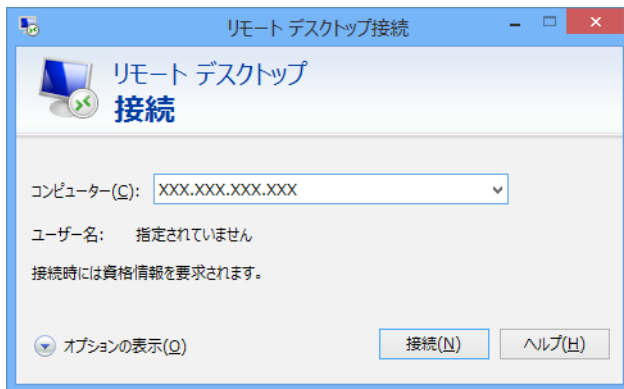 リモート デスクトップ接続
リモート デスクトップ
接続
コンピューター(C): XXX.XXX.XXX.XXX
ユーザー名: 指定されていません
接続時には資格情報を要求されます。
オプションの表示(O) 接続(N) ヘルプ(H)